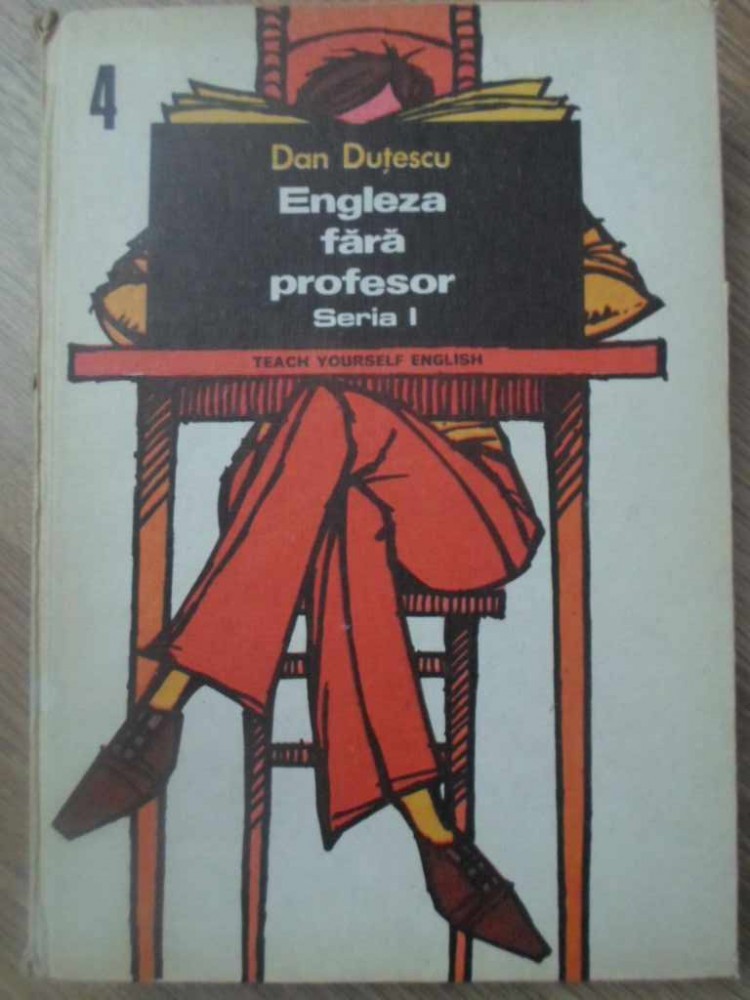 4
Dan Duțescu
Engleza
fără
profesor
Seria I
TEACH YOURSELF ENGLISH